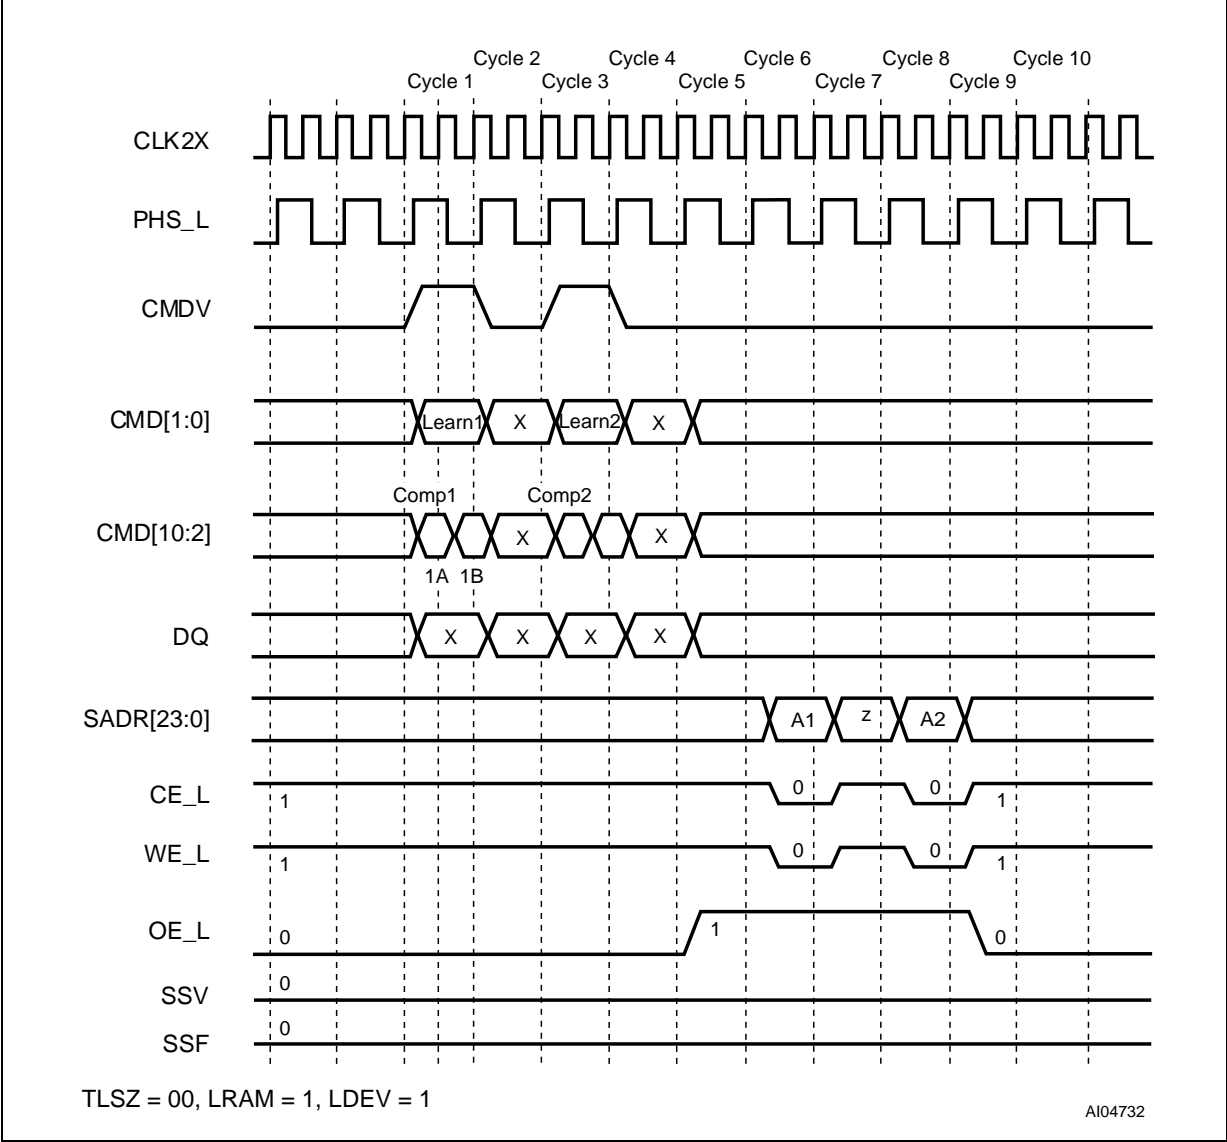 Cycle 2 Cycle 4 Cycle 6 Cycle 8 Cycle 10
Cycle 1 Cycle 3 Cycle 5 Cycle 7 Cycle 9
CLK2X
PHS_L
CMDV
CMD[1:0] Learn1 X Learn2 X
Comp1 Comp2
CMD[10:2] X X
1A 1B
DQ X X X X
SADR[23:0] A1 z A2
CE_L 1 0 0 1
WE_L 1 0 0 1
OE_L 0 1 0
SSV 0
SSF 0
TLSZ = 00, LRAM = 1, LDEV = 1
AI04732